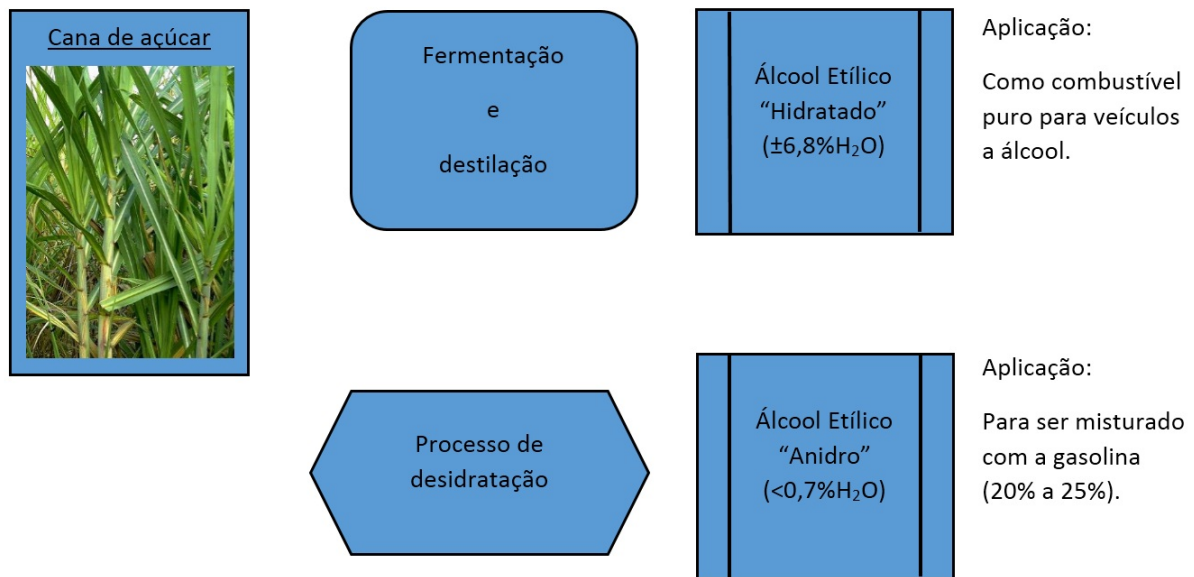 Cana de açúcar
Fermentação
e
destilação
Álcool Etílico
“Hidratado”
(±6,8%H₂O)
Aplicação:
Como combustível
puro para veículos
a álcool.
Processo de
desidratação
Álcool Etílico
“Anidro”
(<0,7%H₂O)
Aplicação:
Para ser misturado
com a gasolina
(20% a 25%).